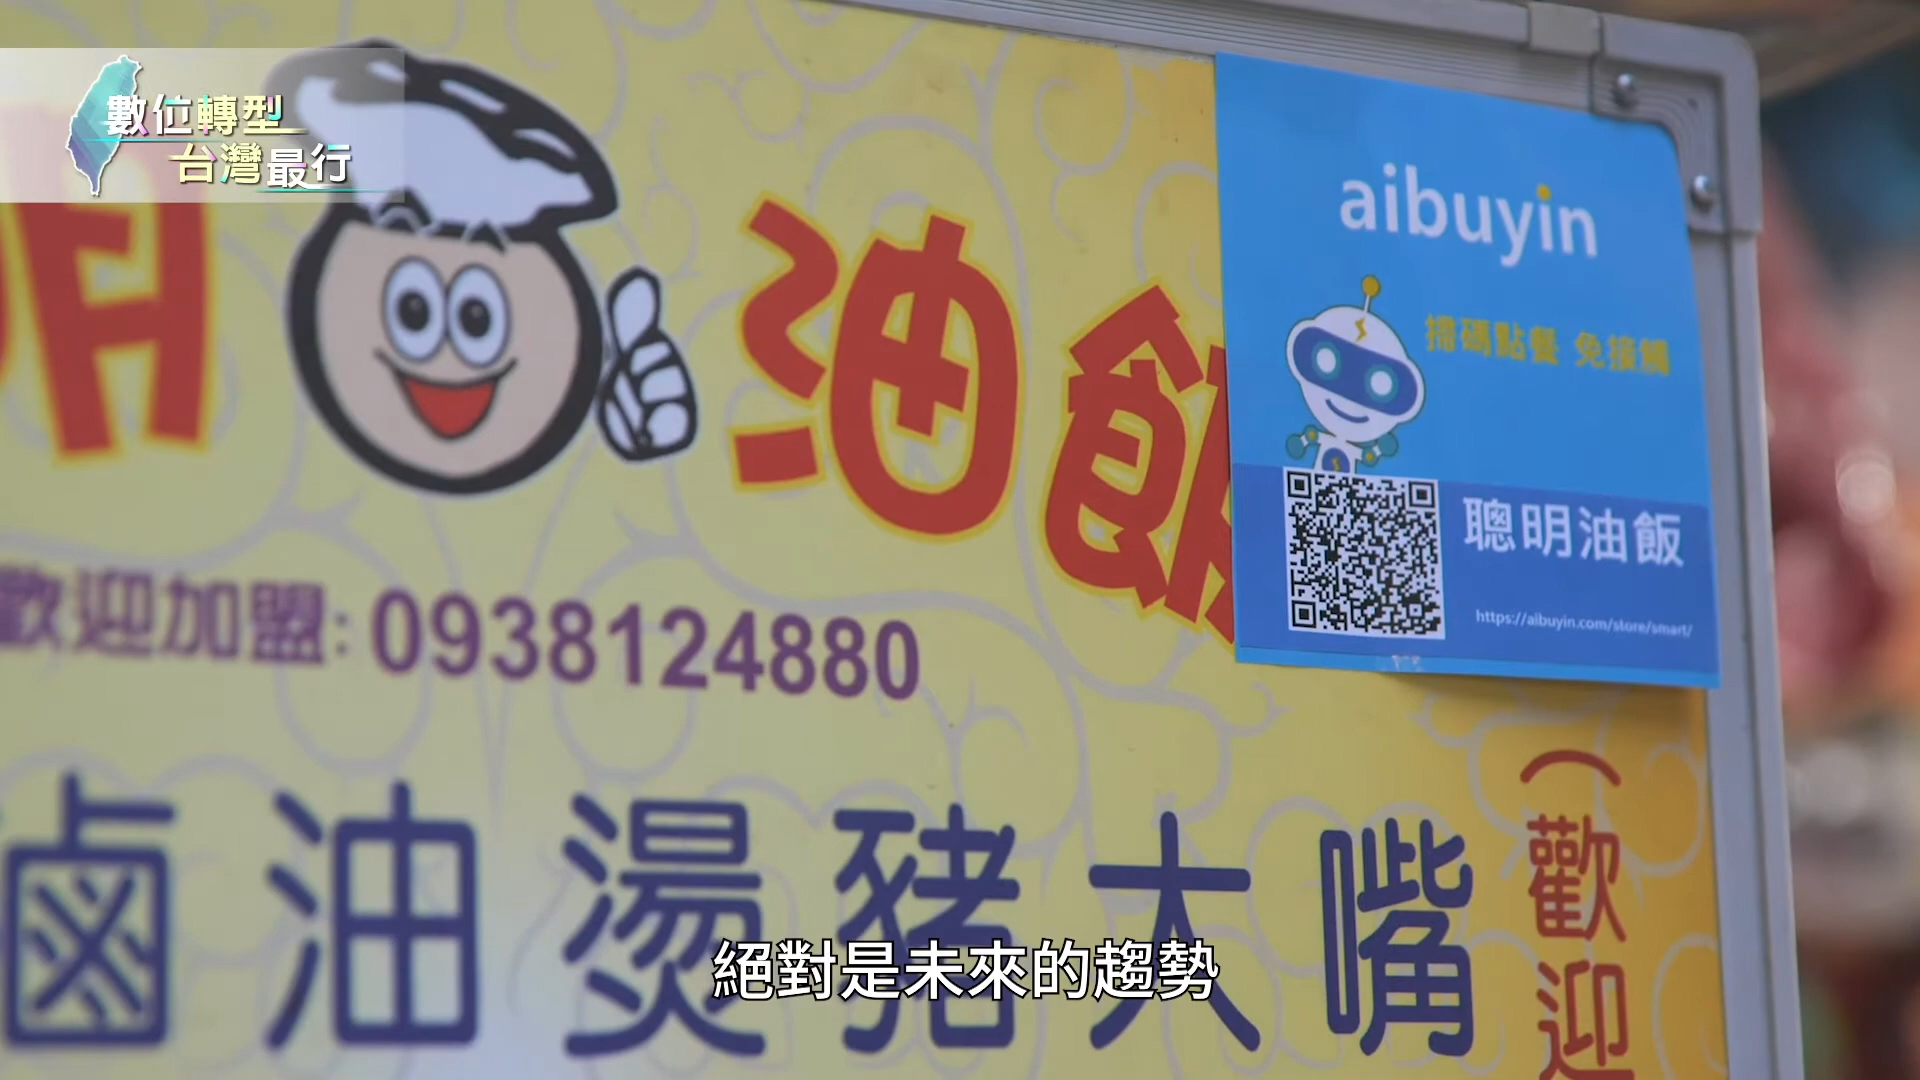 數位轉型
台灣最行
明油飯
歡迎加盟:0938124880
滷油燙豬大嘴
(歡迎
aibuyin
掃碼點餐 免接觸
聰明油飯
https://aibuyin.com/store/smart/
絕對是未來的趨勢